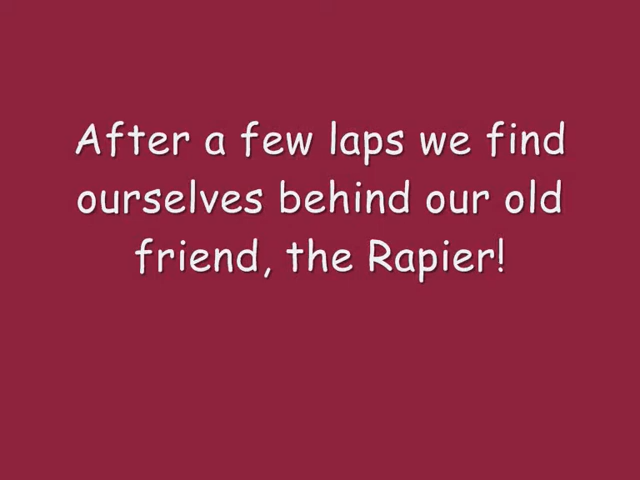 After a few laps we find
ourselves behind our old
friend, the Rapier!